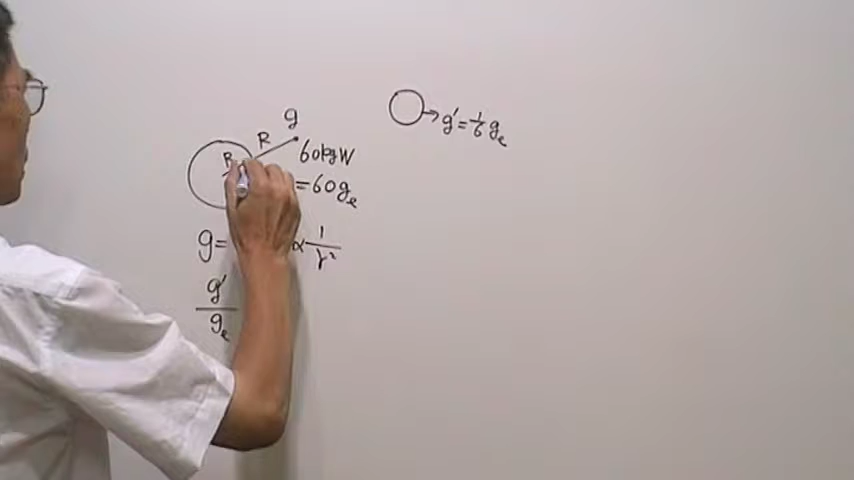 g
R
R
60kgW
=60gₑ
g=
∝ 1/r²
g'/gₑ
g'=1/6 gₑ